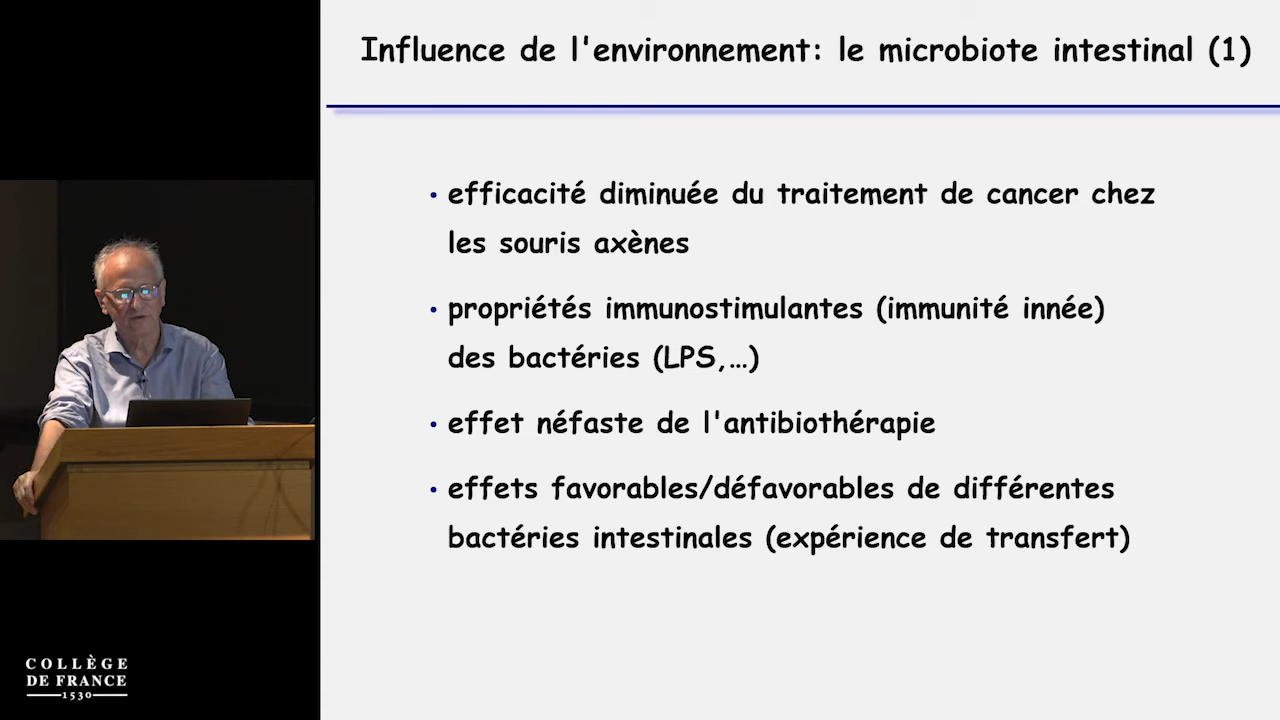 Influence de l'environnement: le microbiote intestinal (1)
• efficacité diminuée du traitement de cancer chez
les souris axènes
• propriétés immunostimulantes (immunité innée)
des bactéries (LPS,...)
• effet néfaste de l'antibiothérapie
• effets favorables/défavorables de différentes
bactéries intestinales (expérience de transfert)
COLLÈGE
DE FRANCE
1530